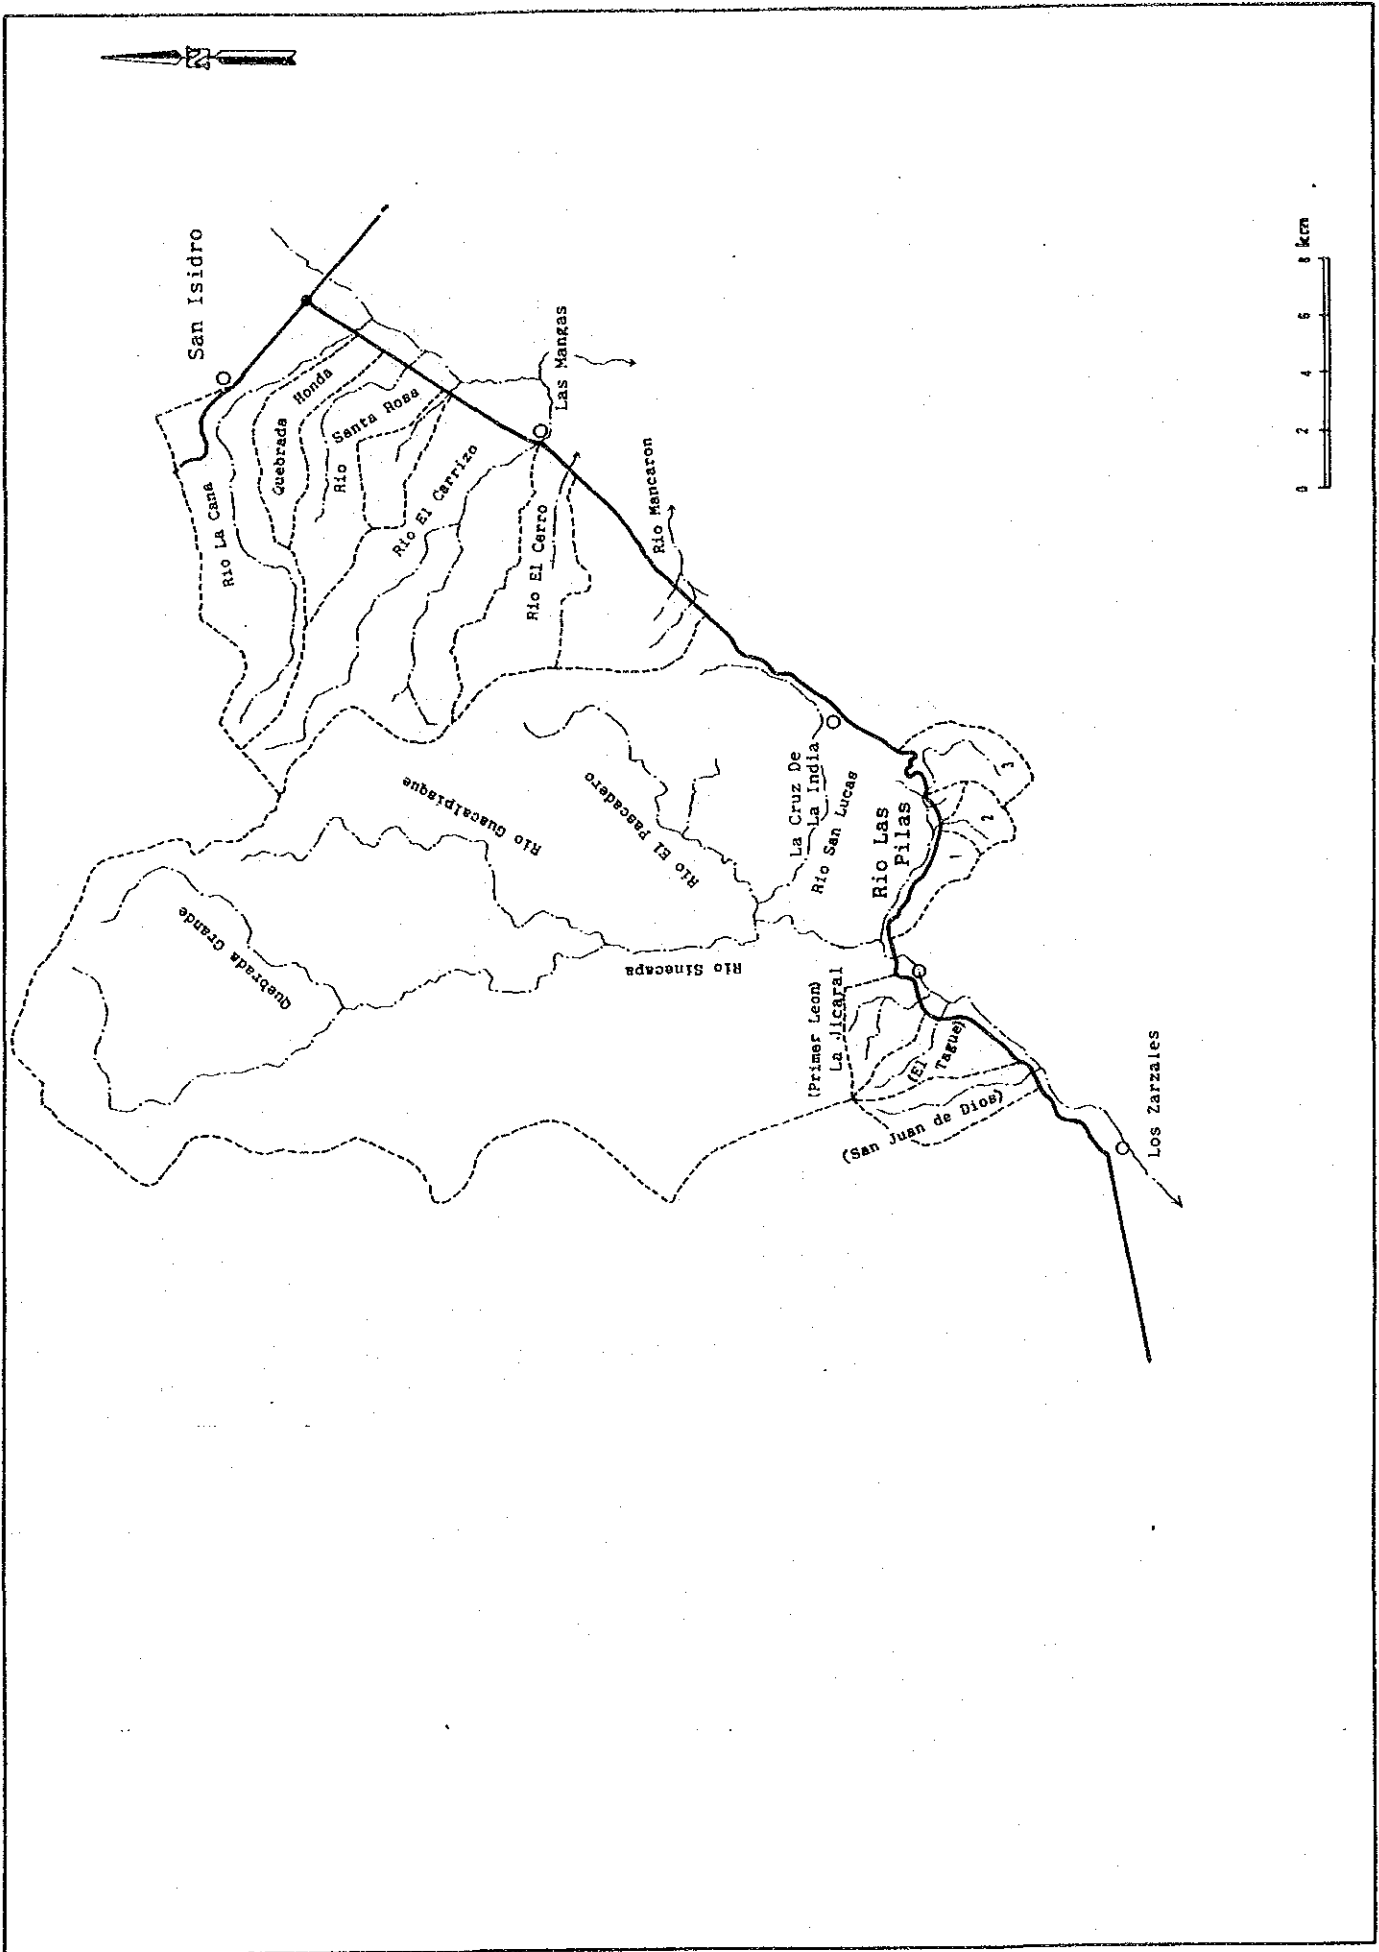 San Isidro
Rio La Cana
Quebrada Honda
Rio Santa Rosa
Rio El Carrizo
Las Mangas
Rio El Cerro
Rio Mancaron
Rio Guacalpisque
Rio El Pascadero
La Cruz De
La India
Rio San Lucas
Rio Las
Pilas
1
2
3
Quebrada Grande
Rio Sinecapa
(Primer Leon)
La Jicaral
(El
Tague)
(San Juan de Dios)
Los Zarzales
0 2 4 6 8 km
N